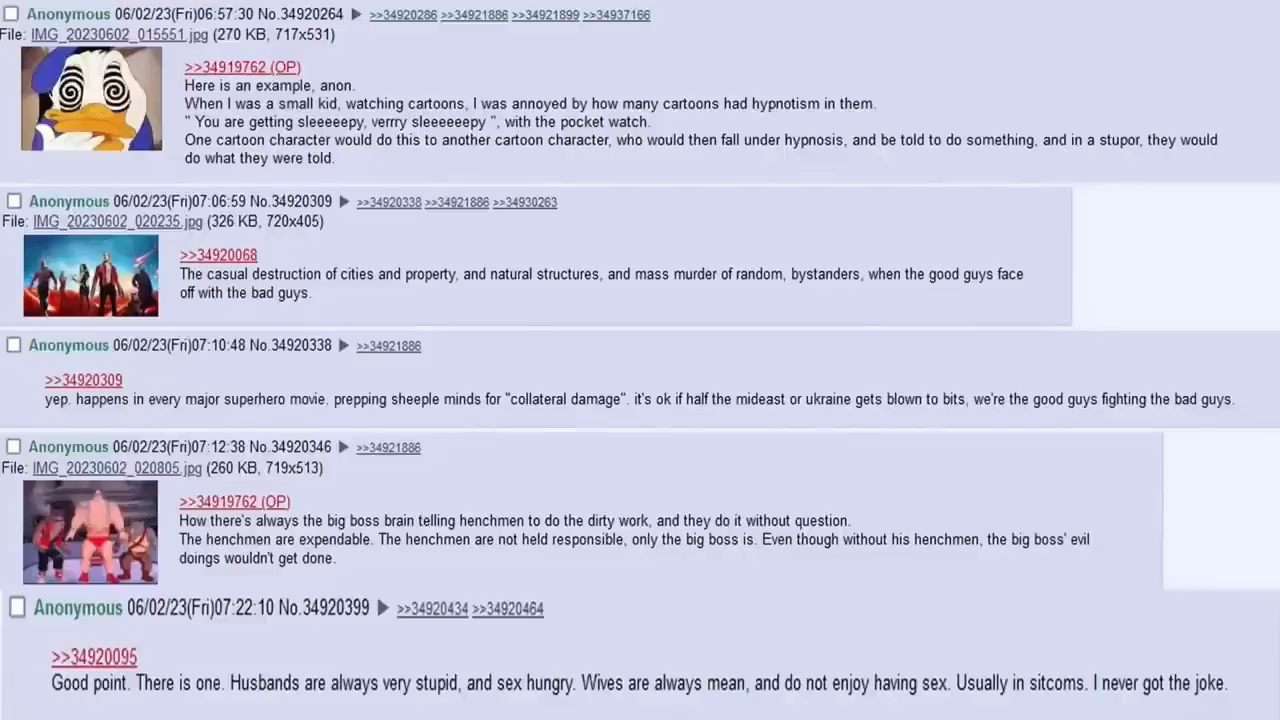 Anonymous 06/02/23(Fri)06:57:30 No.34920264 ▶ >>34920286 >>34921886 >>34921899 >>34937166
File: IMG_20230602_015551.jpg (270 KB, 717x531)
>>34919762 (OP)
Here is an example, anon.
When I was a small kid, watching cartoons, I was annoyed by how many cartoons had hypnotism in them.
" You are getting sleeeeepy, verrry sleeeeeepy ", with the pocket watch.
One cartoon character would do this to another cartoon character, who would then fall under hypnosis, and be told to do something, and in a stupor, they would
do what they were told.
Anonymous 06/02/23(Fri)07:06:59 No.34920309 ▶ >>34920338 >>34921886 >>34930263
File: IMG_20230602_020235.jpg (326 KB, 720x405)
>>34920068
The casual destruction of cities and property, and natural structures, and mass murder of random, bystanders, when the good guys face
off with the bad guys.
Anonymous 06/02/23(Fri)07:10:48 No.34920338 ▶ >>34921886
>>34920309
yep. happens in every major superhero movie. prepping sheeple minds for "collateral damage". it's ok if half the mideast or ukraine gets blown to bits, we're the good guys fighting the bad guys.
Anonymous 06/02/23(Fri)07:12:38 No.34920346 ▶ >>34921886
File: IMG_20230602_020805.jpg (260 KB, 719x513)
>>34919762 (OP)
How there's always the big boss brain telling henchmen to do the dirty work, and they do it without question.
The henchmen are expendable. The henchmen are not held responsible, only the big boss is. Even though without his henchmen, the big boss' evil
doings wouldn't get done.
Anonymous 06/02/23(Fri)07:22:10 No.34920399 ▶ >>34920434 >>34920464
>>34920095
Good point. There is one. Husbands are always very stupid, and sex hungry. Wives are always mean, and do not enjoy having sex. Usually in sitcoms. I never got the joke.